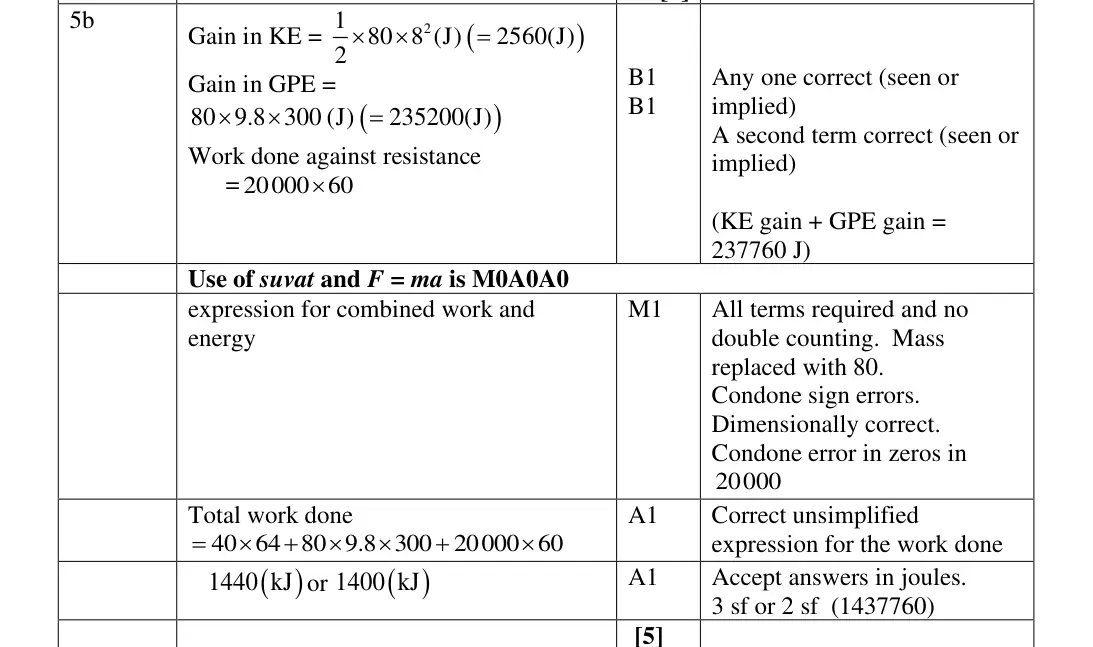 5b
Gain in KE = 1/2 ×80×8² (J) (= 2560(J))
Gain in GPE =
80×9.8×300 (J) (= 235200(J))
Work done against resistance
= 20 000×60
B1
B1
Any one correct (seen or
implied)
A second term correct (seen or
implied)
(KE gain + GPE gain =
237760 J)
Use of suvat and F = ma is M0A0A0
expression for combined work and
energy
M1
All terms required and no
double counting. Mass
replaced with 80.
Condone sign errors.
Dimensionally correct.
Condone error in zeros in
20 000
Total work done
= 40×64+80×9.8×300+20 000×60
A1
Correct unsimplified
expression for the work done
1440(kJ) or 1400(kJ)
A1
Accept answers in joules.
3 sf or 2 sf (1437760)
[5]